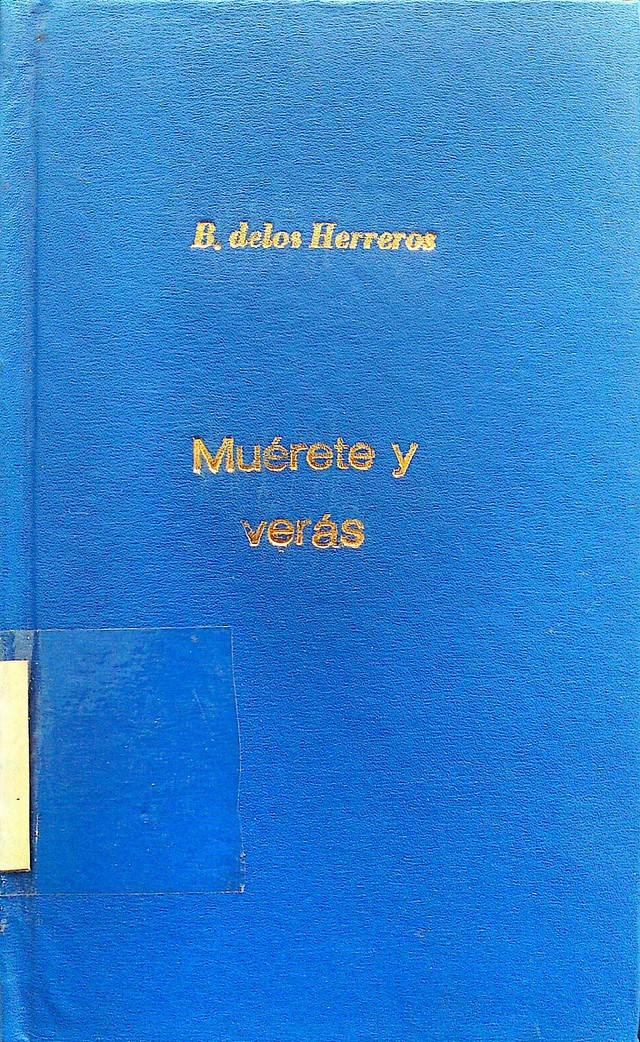 B. delos Herreros
Muérete y
verás